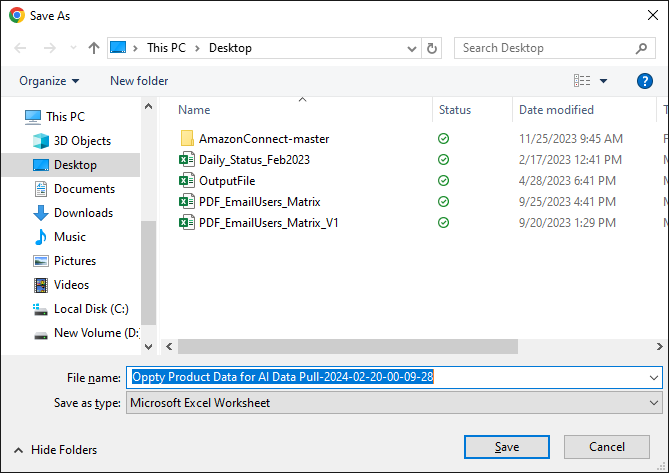 Save As
This PC > Desktop
Search Desktop
Organize
New folder
This PC
3D Objects
Desktop
Documents
Downloads
Music
Pictures
Videos
Local Disk (C:)
New Volume (D:
Name Status Date modified
AmazonConnect-master 11/25/2023 9:45 AM F
Daily_Status_Feb2023 2/17/2023 12:41 PM M
OutputFile 4/28/2023 6:41 PM M
PDF_EmailUsers_Matrix 9/25/2023 4:41 PM M
PDF_EmailUsers_Matrix_V1 9/20/2023 1:29 PM M
File name: Oppty Product Data for AI Data Pull-2024-02-20-00-09-28
Save as type: Microsoft Excel Worksheet
Hide Folders
Save
Cancel